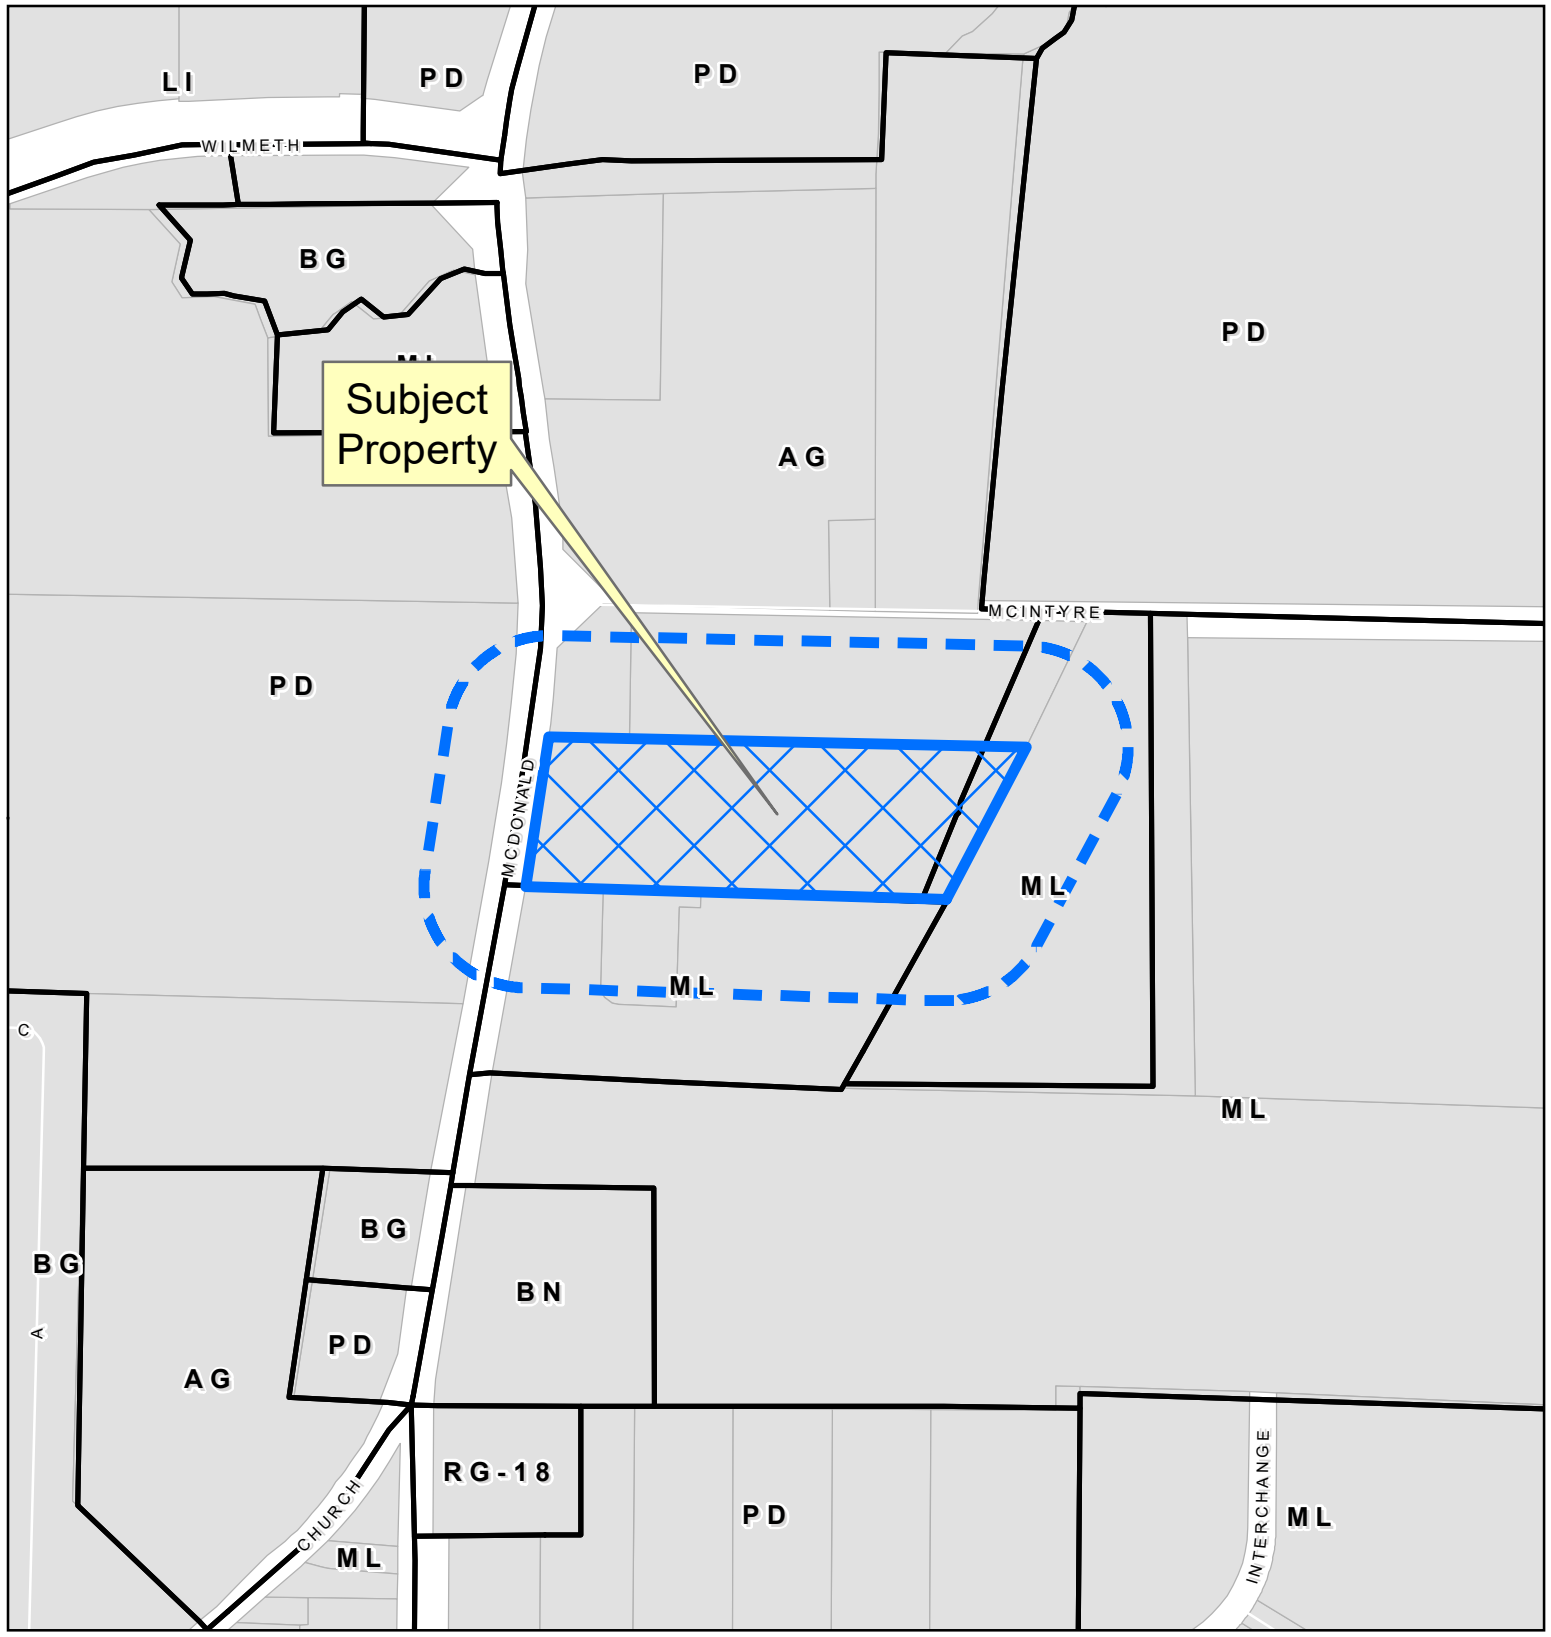 LI
PD
PD
WILMETH
BG
PD
ML
Subject
Property
AG
MCINTYRE
PD
MCDONALD
ML
ML
C
ML
BG
BG
BN
A
PD
AG
RG-18
PD
CHURCH
ML
INTERCHANGE
ML